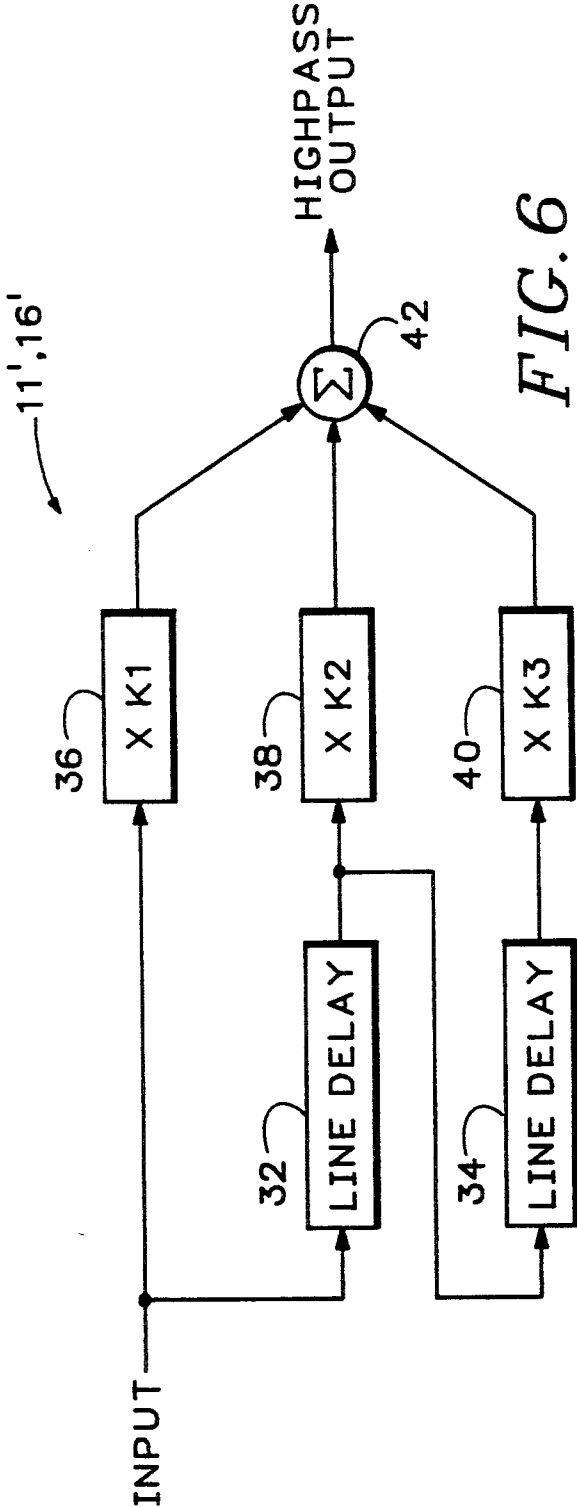 11',16'
36
X K1
INPUT
HIGHPASS
OUTPUT
32
LINE DELAY
38
X K2
Σ
42
34
LINE DELAY
40
X K3
FIG. 6